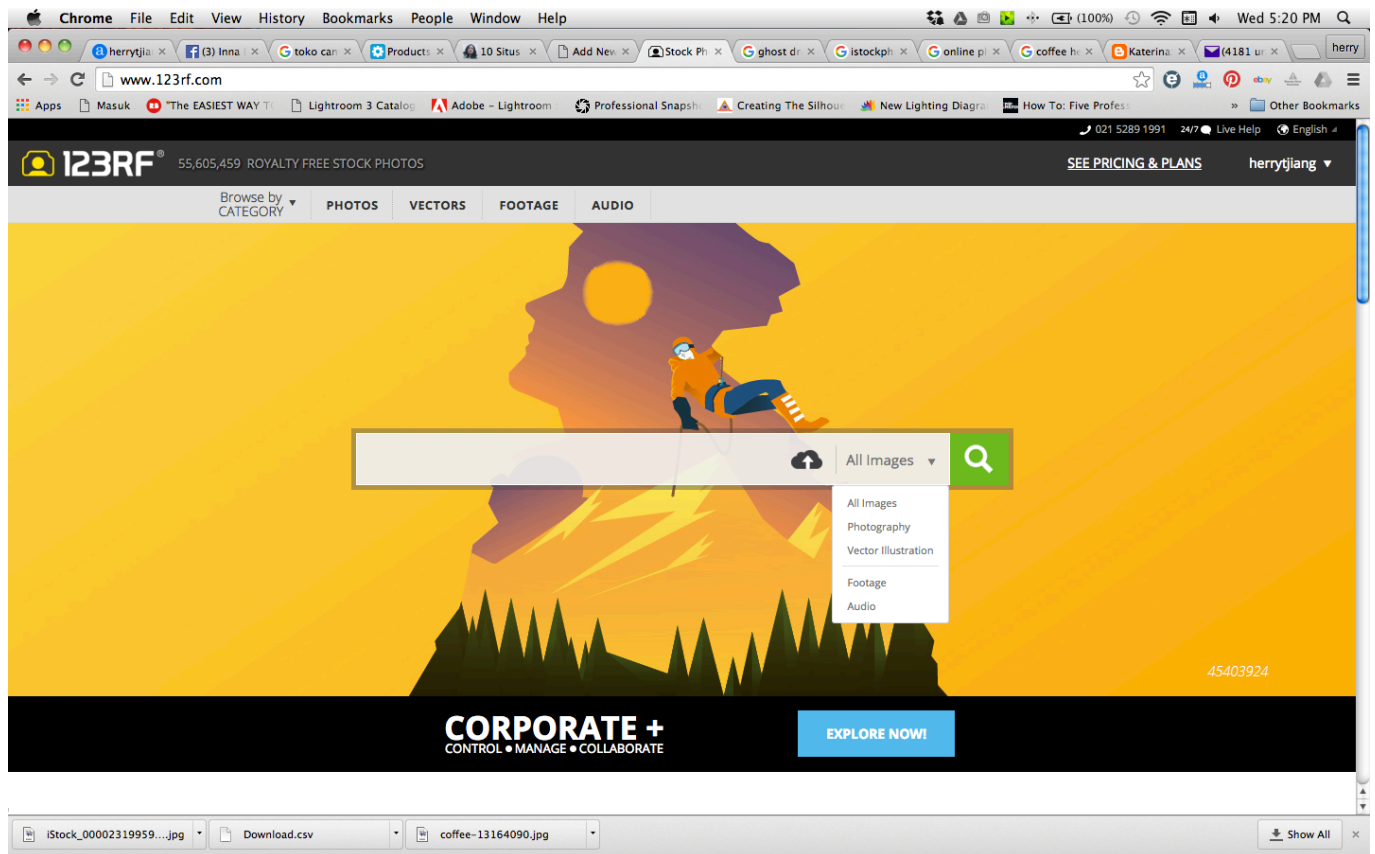 Chrome File Edit View History Bookmarks People Window Help (100%) Wed 5:20 PM
herrytjia (3) Inna toko can Products 10 Situs Add New Stock Ph ghost dr istockph online pl coffee Katerina (4181 un herry
www.123rf.com
Apps Masuk "The EASIEST WAY Lightroom 3 Catalog Adobe – Lightroom Professional Snapsh Creating The Silhoue New Lighting Diagra How To: Five Profes » Other Bookmarks
021 5289 1991 24/7 Live Help English
123RF® 55,605,459 ROYALTY FREE STOCK PHOTOS SEE PRICING & PLANS herrytjiang
Browse by
CATEGORY PHOTOS VECTORS FOOTAGE AUDIO
All Images
All Images
Photography
Vector Illustration
Footage
Audio
45403924
CORPORATE +
CONTROL ● MANAGE ● COLLABORATE
EXPLORE NOW!
iStock_00002319959....jpg Download.csv coffee-13164090.jpg Show All